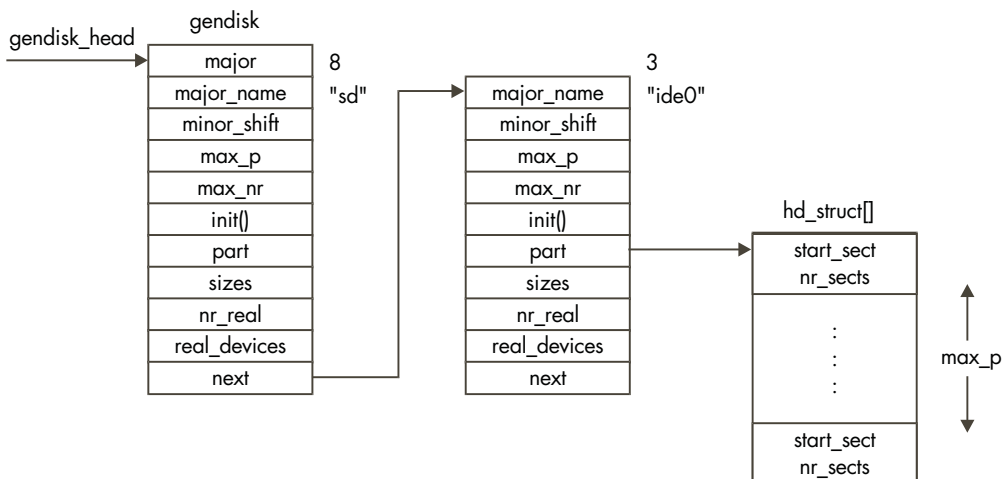 gendisk
gendisk_head
major
8
major_name
"sd"
minor_shift
max_p
max_nr
init()
part
sizes
nr_real
real_devices
next
3
major_name
"ide0"
minor_shift
max_p
max_nr
init()
part
sizes
nr_real
real_devices
next
hd_struct[]
start_sect
nr_sects
:
:
:
max_p
start_sect
nr_sects